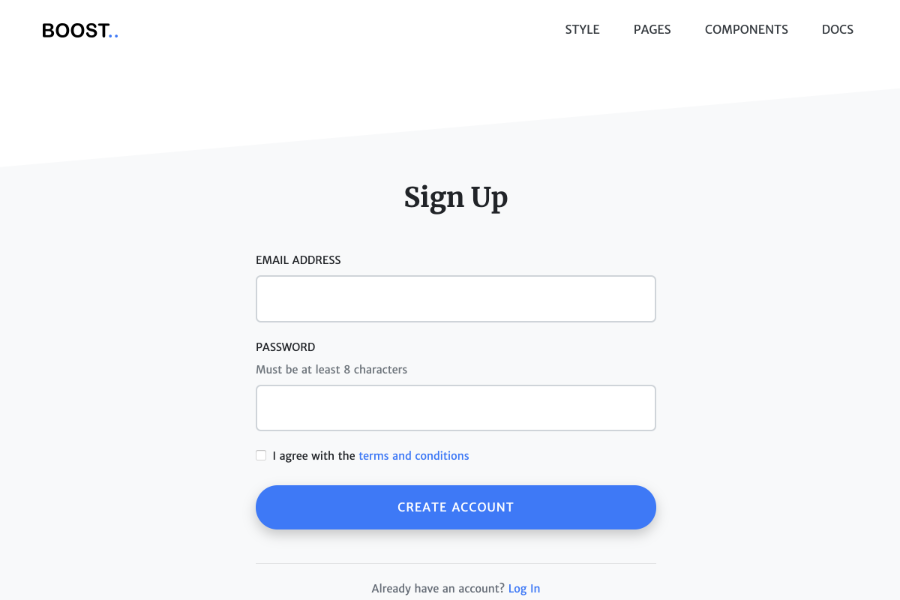 BOOST..
STYLE PAGES COMPONENTS DOCS
Sign Up
EMAIL ADDRESS
PASSWORD
Must be at least 8 characters
I agree with the terms and conditions
CREATE ACCOUNT
Already have an account? Log In